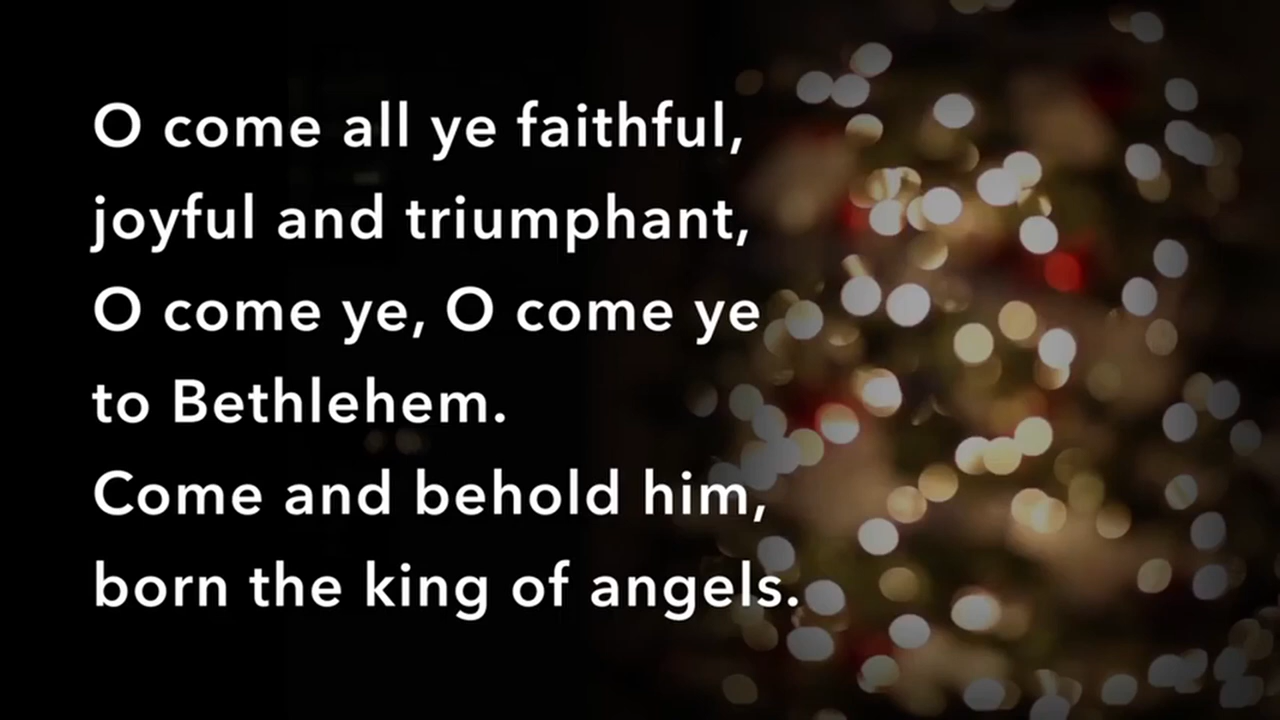 O come all ye faithful,
joyful and triumphant,
O come ye, O come ye
to Bethlehem.
Come and behold him,
born the king of angels.